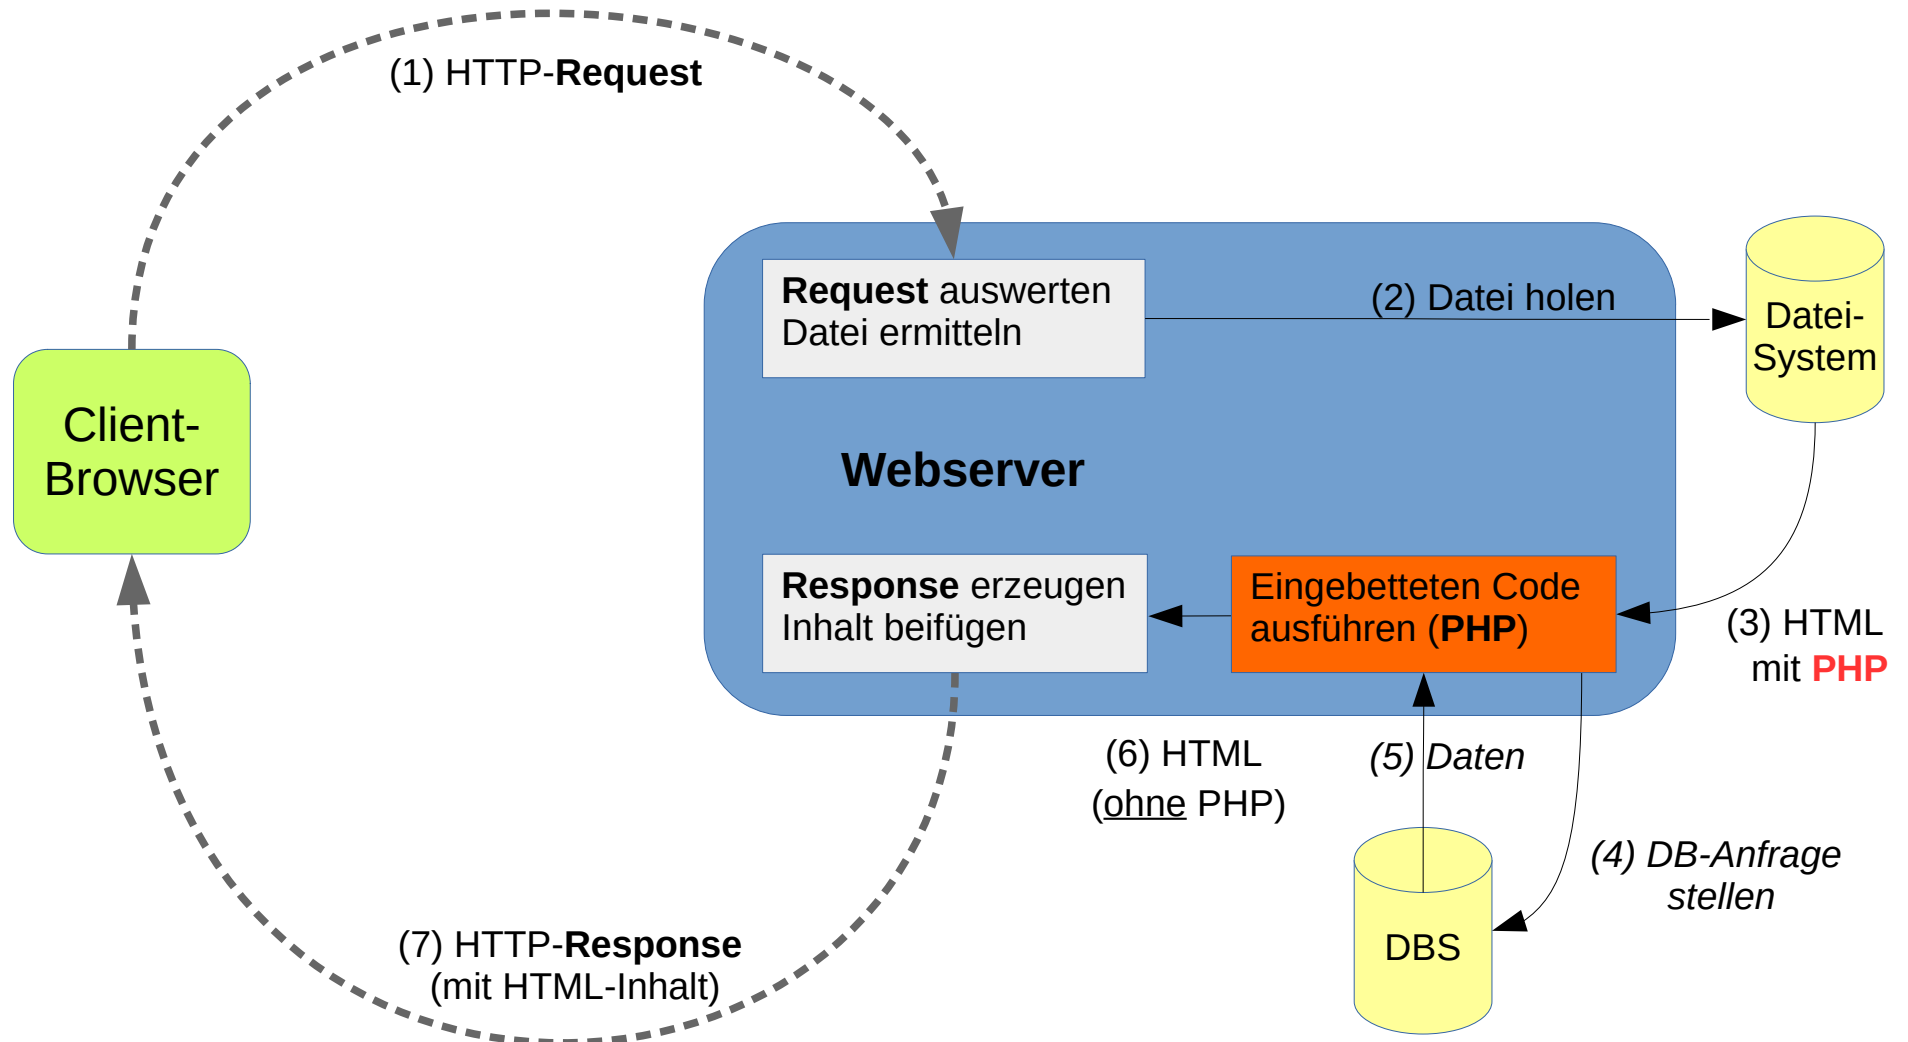 (1) HTTP-Request
Request auswerten
Datei ermitteln
(2) Datei holen
Datei-
System
Client-
Browser
Webserver
Response erzeugen
Inhalt beifügen
Eingebetteten Code
ausführen (PHP)
(3) HTML
mit PHP
(6) HTML
(ohne PHP)
(5) Daten
(4) DB-Anfrage
stellen
DBS
(7) HTTP-Response
(mit HTML-Inhalt)